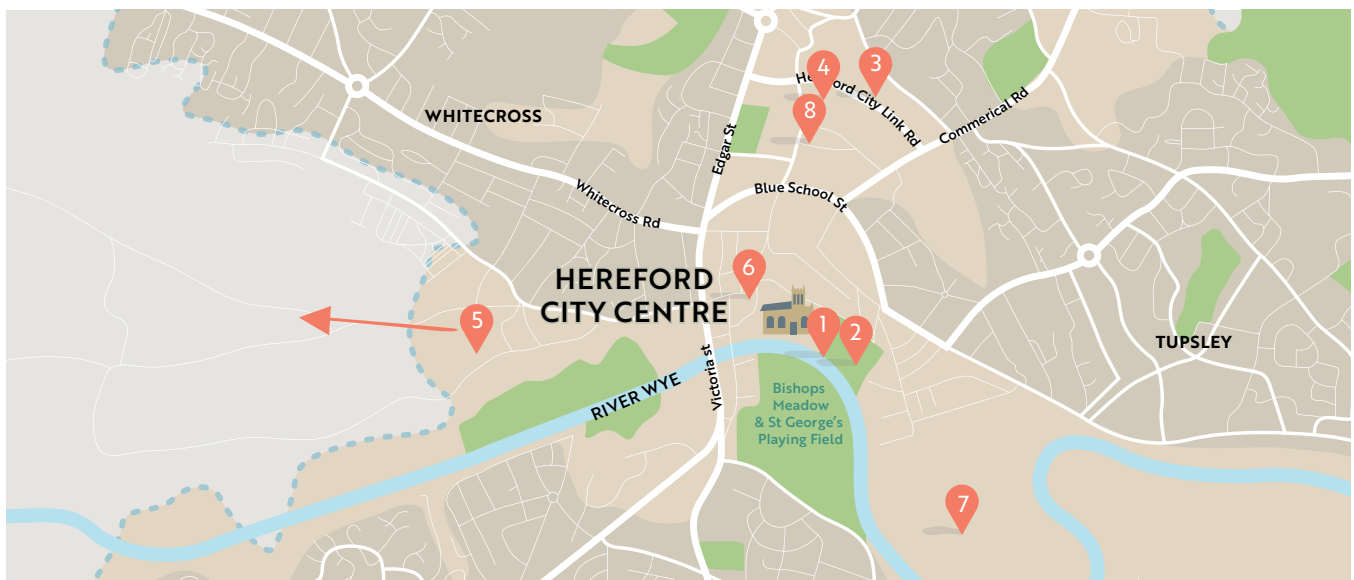 3
4
Hereford City Link Rd
8
Commerical Rd
WHITECROSS
Edgar St
Whitecross Rd
Blue School St
6
HEREFORD
CITY CENTRE
5
1
2
TUPSLEY
Victoria st
RIVER WYE
Bishops
Meadow
& St George's
Playing Field
7